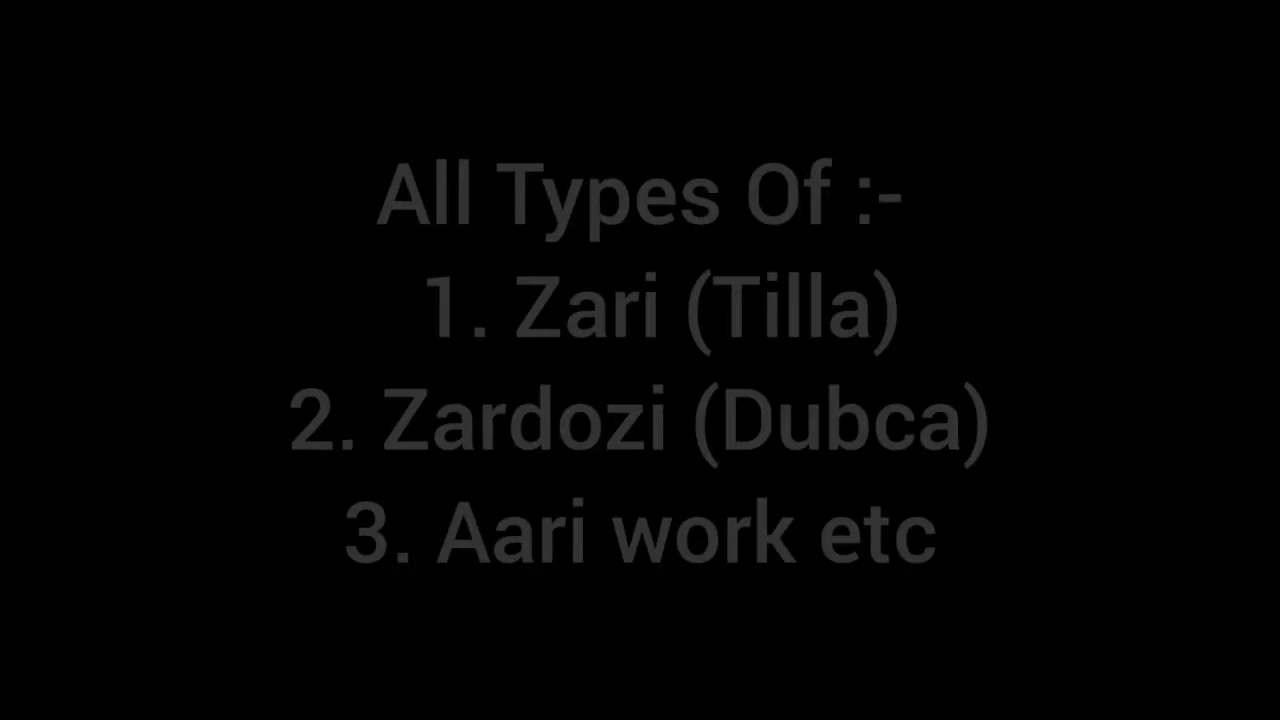 All Types Of :-
1. Zari (Tilla)
2. Zardozi (Dubca)
3. Aari work etc